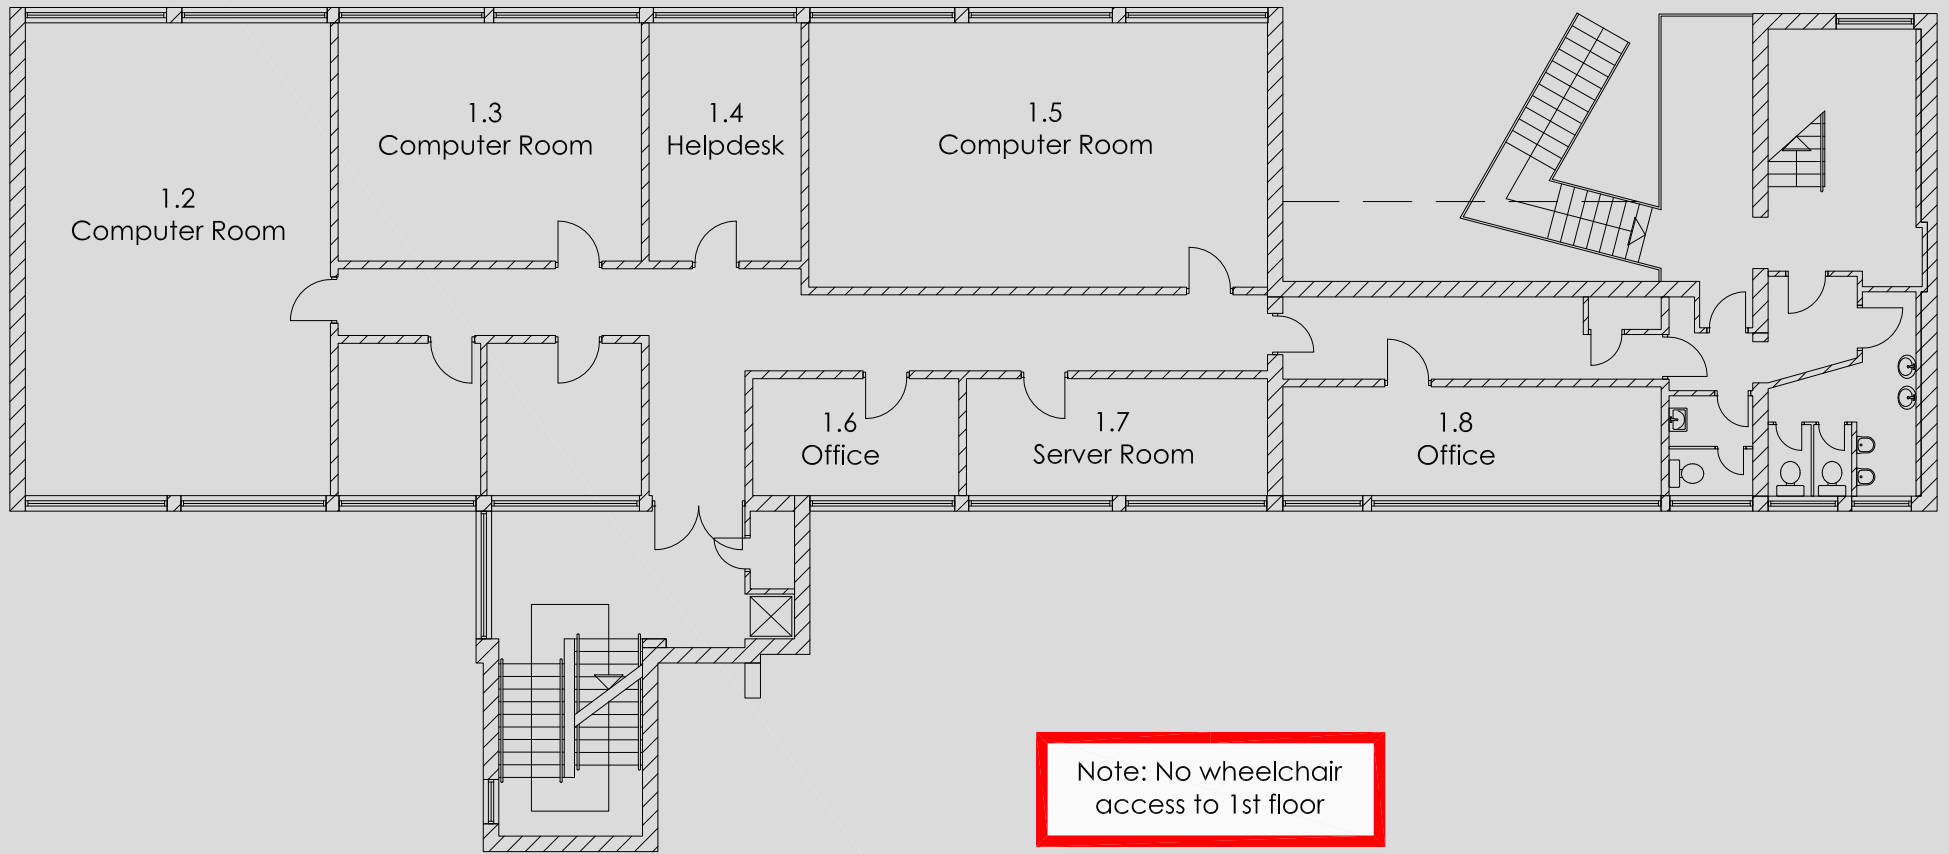 1.2
Computer Room
1.3
Computer Room
1.4
Helpdesk
1.5
Computer Room
1.6
Office
1.7
Server Room
1.8
Office
Note: No wheelchair
access to 1st floor